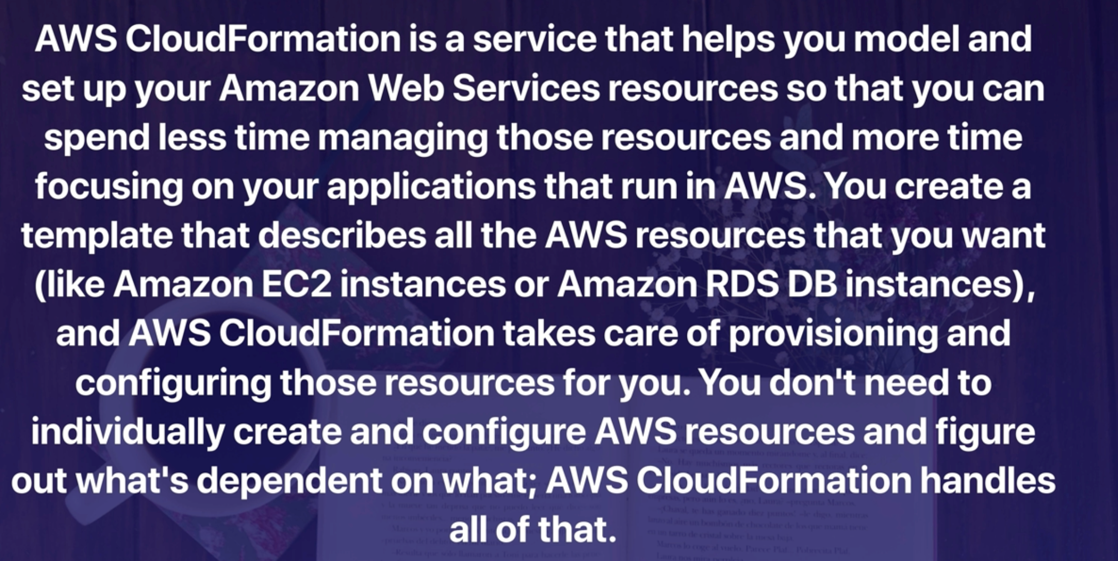 AWS CloudFormation is a service that helps you model and
set up your Amazon Web Services resources so that you can
spend less time managing those resources and more time
focusing on your applications that run in AWS. You create a
template that describes all the AWS resources that you want
(like Amazon EC2 instances or Amazon RDS DB instances),
and AWS CloudFormation takes care of provisioning and
configuring those resources for you. You don't need to
individually create and configure AWS resources and figure
out what's dependent on what; AWS CloudFormation handles
all of that.